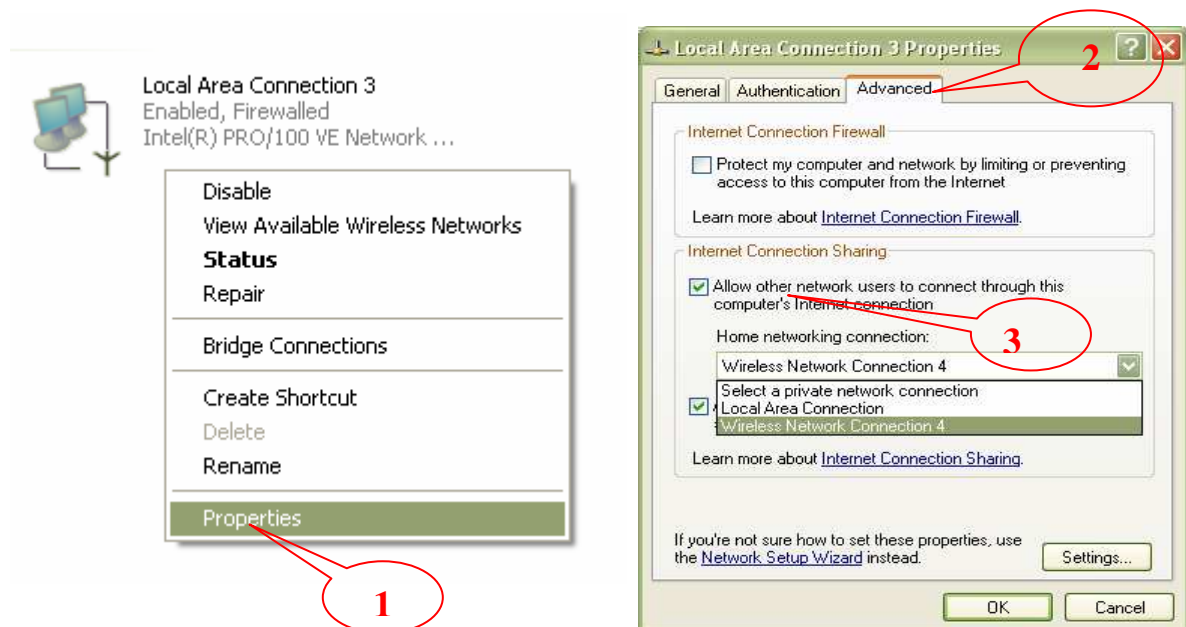 Local Area Connection 3
Enabled, Firewalled
Intel(R) PRO/100 VE Network ...
Disable
View Available Wireless Networks
Status
Repair
Bridge Connections
Create Shortcut
Delete
Rename
Properties
1
Local Area Connection 3 Properties
2
General Authentication Advanced
Internet Connection Firewall
Protect my computer and network by limiting or preventing
access to this computer from the Internet
Learn more about Internet Connection Firewall.
Internet Connection Sharing
Allow other network users to connect through this
computer's Internet connection
3
Home networking connection:
Wireless Network Connection 4
Select a private network connection
Local Area Connection
Wireless Network Connection 4
Learn more about Internet Connection Sharing.
If you're not sure how to set these properties, use
the Network Setup Wizard instead.
Settings...
OK Cancel